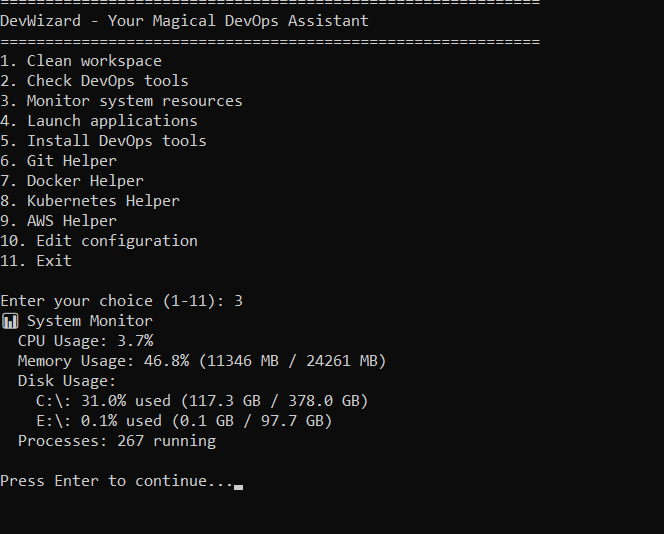 ============================================================
DevWizard - Your Magical DevOps Assistant
============================================================
1. Clean workspace
2. Check DevOps tools
3. Monitor system resources
4. Launch applications
5. Install DevOps tools
6. Git Helper
7. Docker Helper
8. Kubernetes Helper
9. AWS Helper
10. Edit configuration
11. Exit
Enter your choice (1-11): 3
📊 System Monitor
  CPU Usage: 3.7%
  Memory Usage: 46.8% (11346 MB / 24261 MB)
  Disk Usage:
    C:\: 31.0% used (117.3 GB / 378.0 GB)
    E:\: 0.1% used (0.1 GB / 97.7 GB)
  Processes: 267 running
Press Enter to continue...